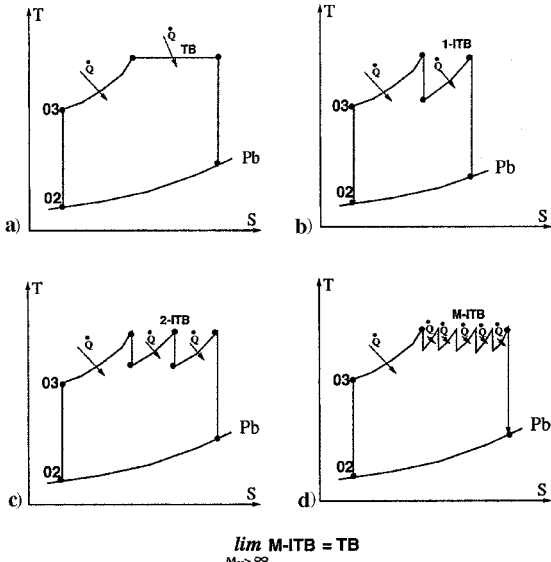 T
Q̇
TB
Q̇
03
02
Pb
S
a)
T
1-ITB
Q̇
Q̇
03
02
Pb
S
b)
T
2-ITB
Q̇
Q̇
Q̇
03
02
Pb
S
c)
T
M-ITB
Q̇
Q̇ Q̇ Q̇ Q̇ Q̇
03
02
Pb
S
d)
lim M-ITB = TB
M-->∞